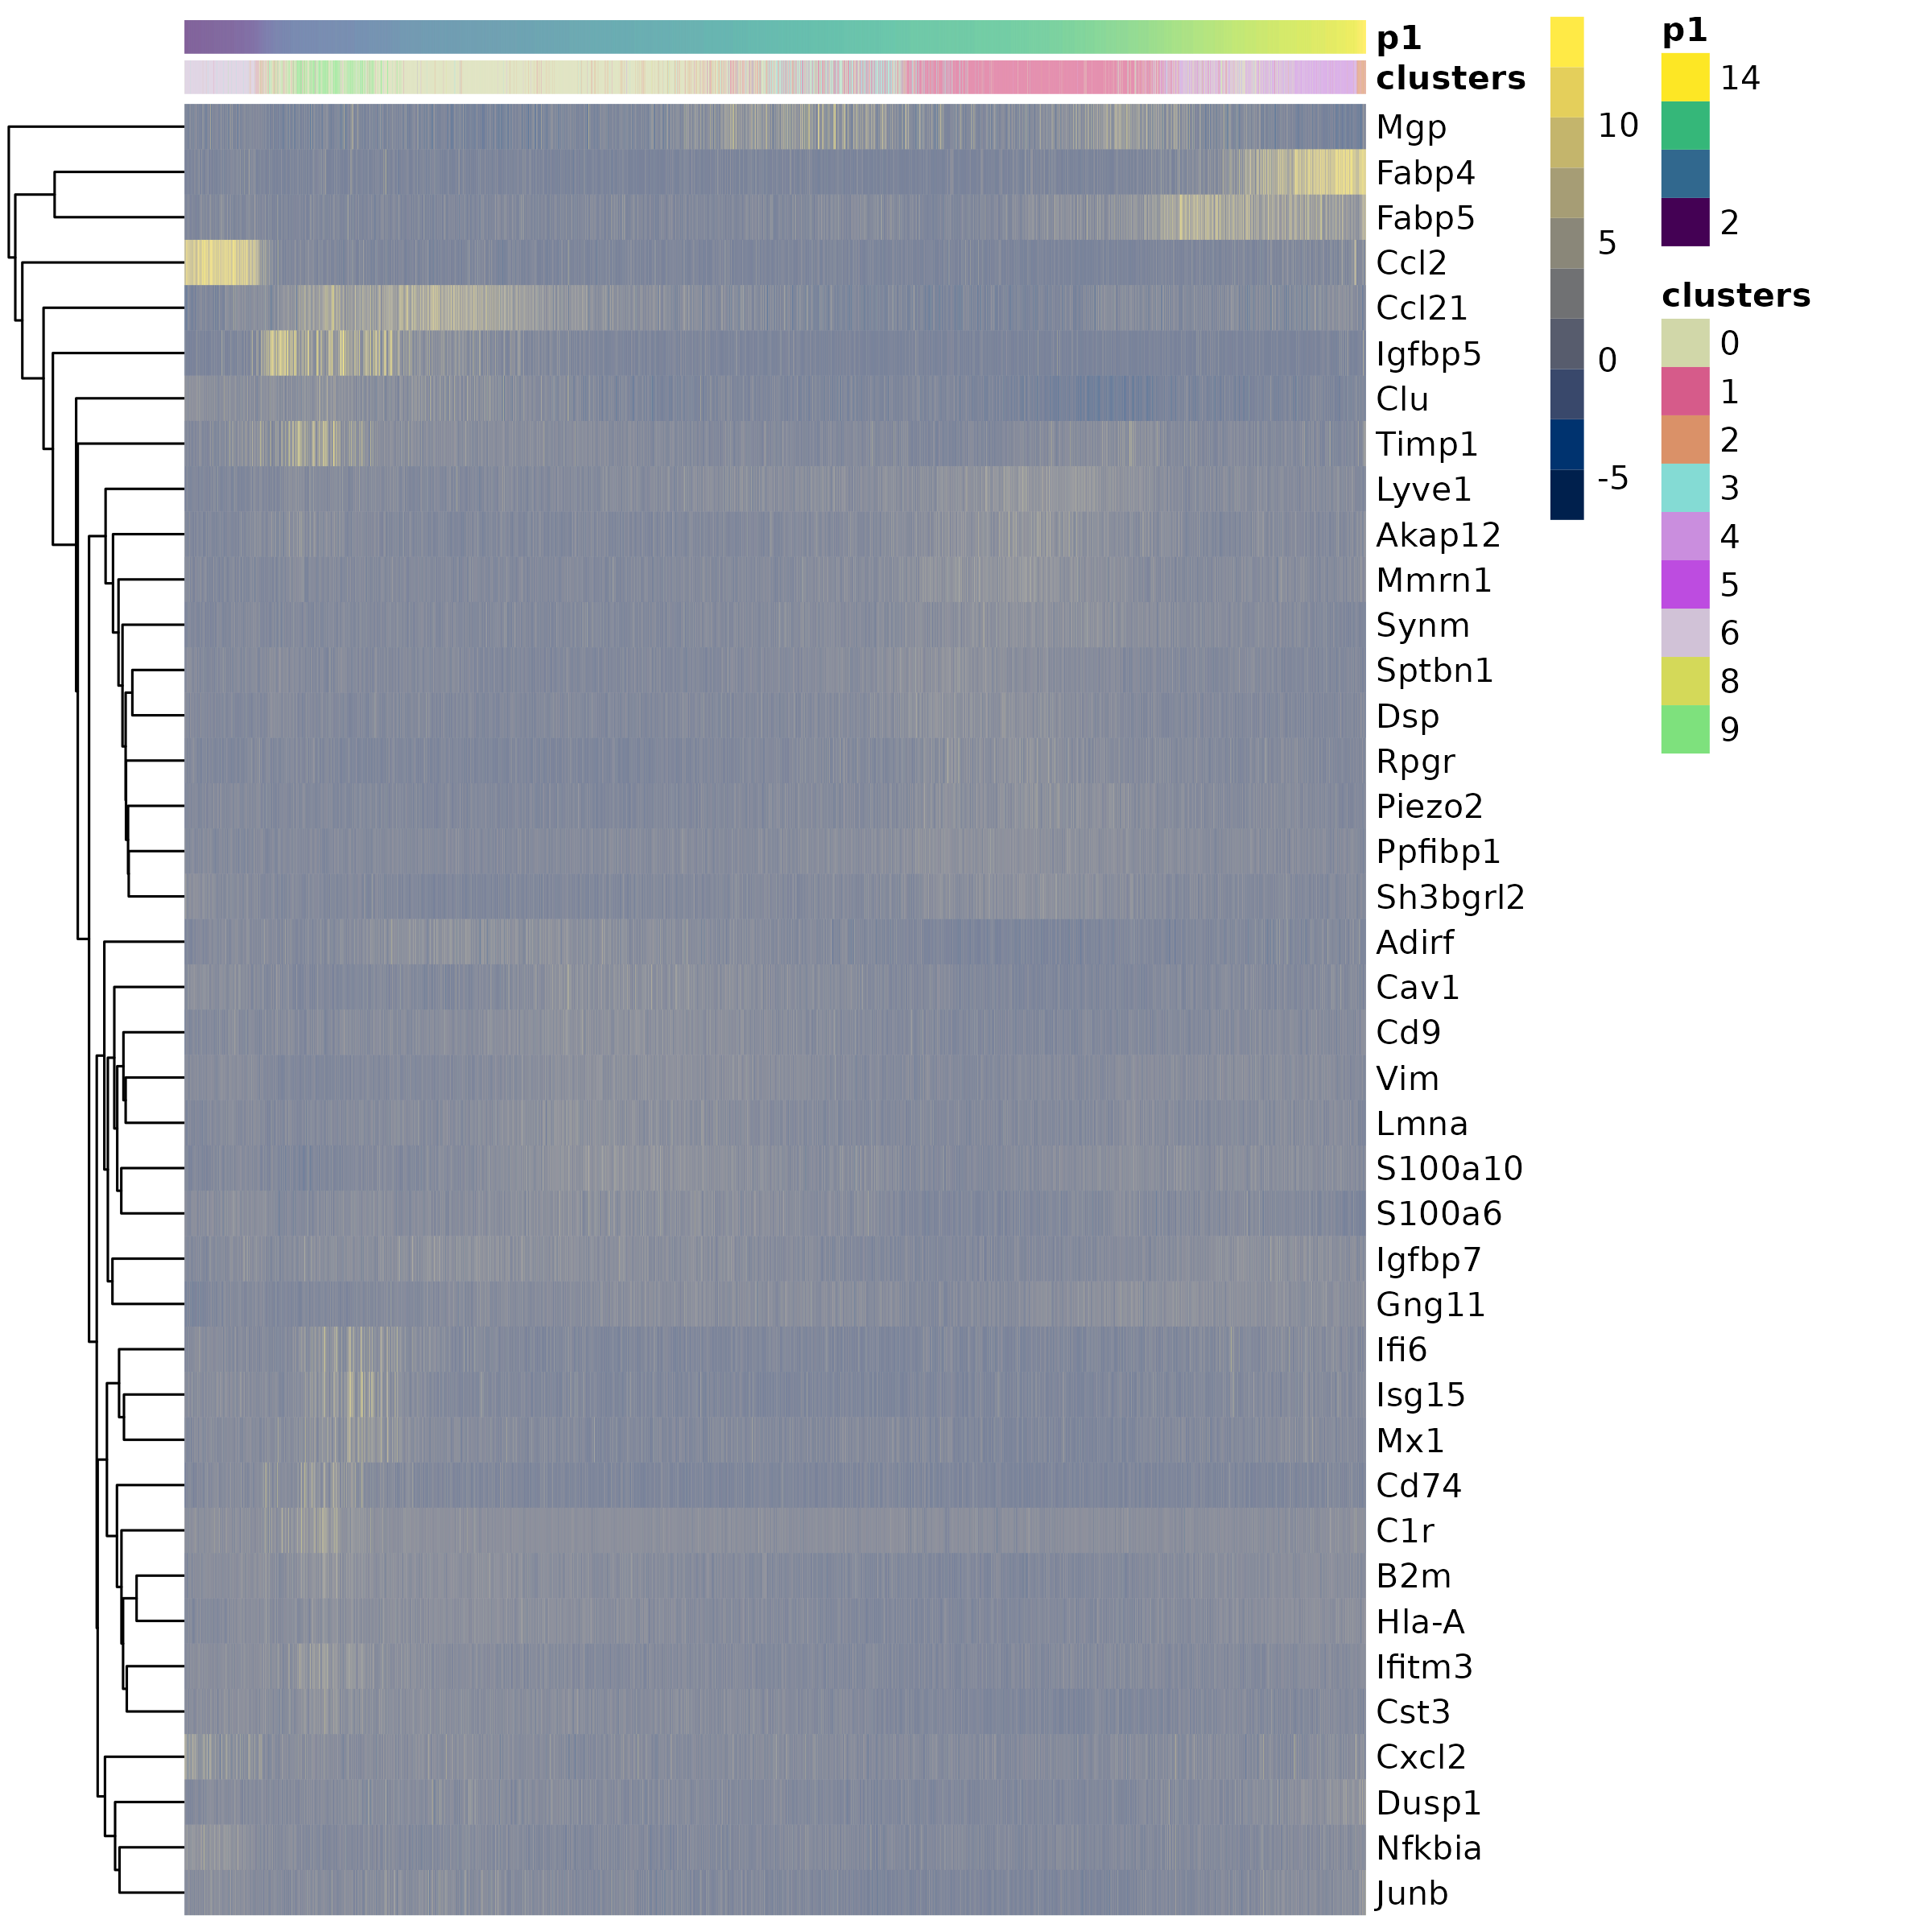 p1
clusters
Mgp
Fabp4
Fabp5
Ccl2
Ccl21
Igfbp5
Clu
Timp1
Lyve1
Akap12
Mmrn1
Synm
Sptbn1
Dsp
Rpgr
Piezo2
Ppfibp1
Sh3bgrl2
Adirf
Cav1
Cd9
Vim
Lmna
S100a10
S100a6
Igfbp7
Gng11
Ifi6
Isg15
Mx1
Cd74
C1r
B2m
Hla-A
Ifitm3
Cst3
Cxcl2
Dusp1
Nfkbia
Junb
10
5
0
-5
p1
14
2
clusters
0
1
2
3
4
5
6
8
9